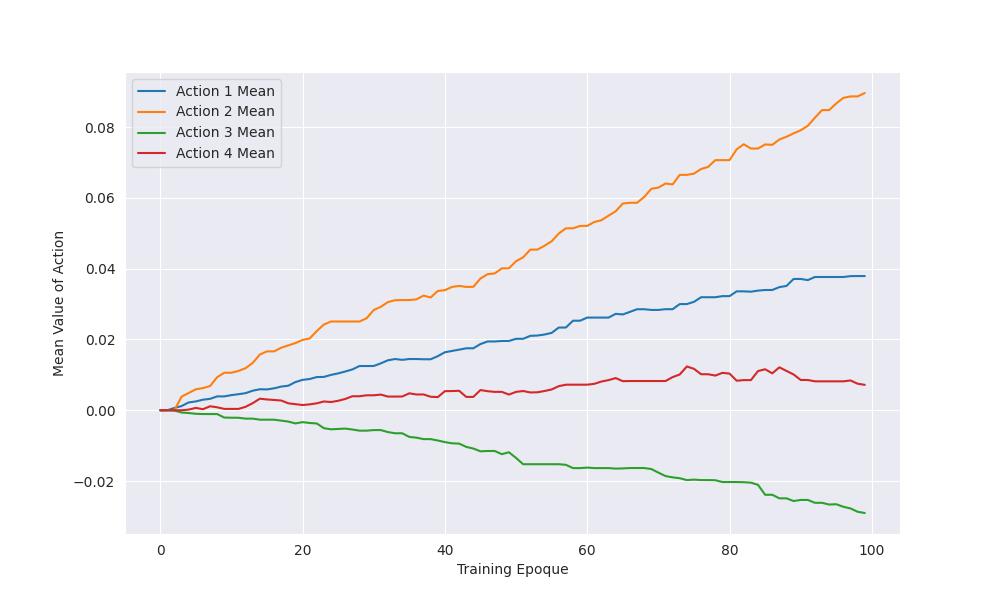 Action 1 Mean
Action 2 Mean
Action 3 Mean
Action 4 Mean
0.08
0.06
0.04
0.02
0.00
−0.02
Mean Value of Action
0 20 40 60 80 100
Training Epoque